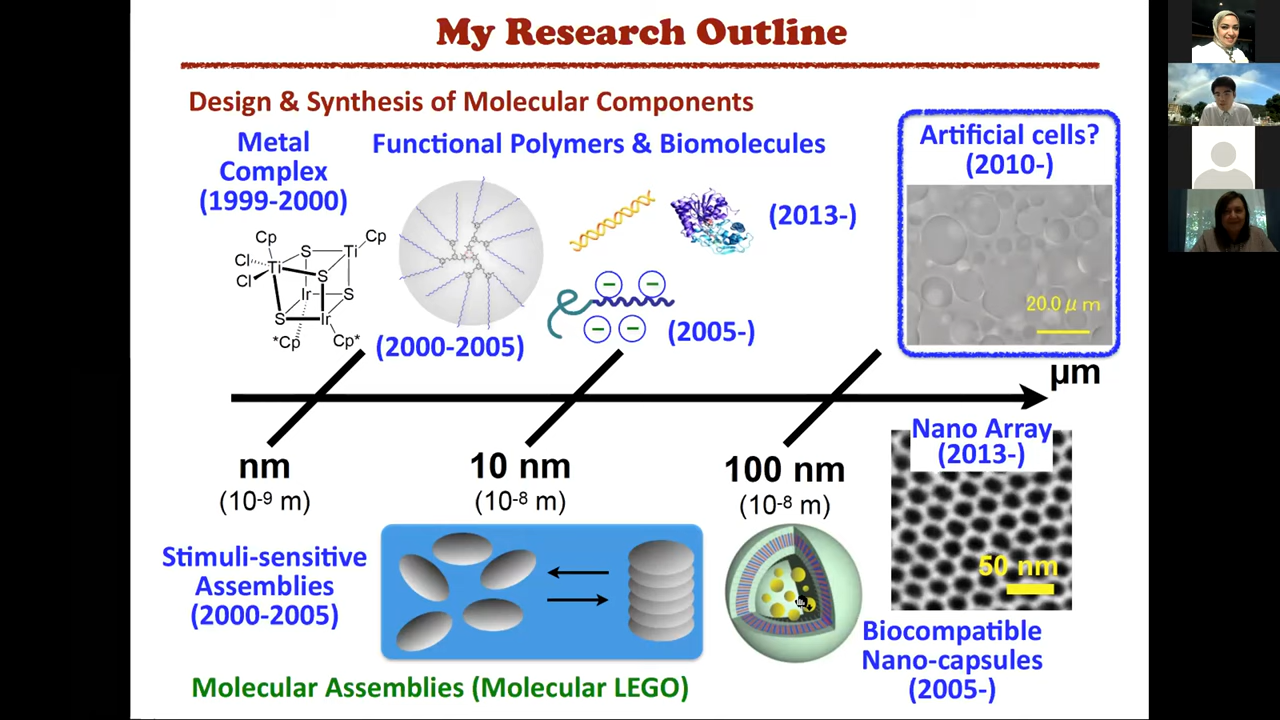 My Research Outline
Design & Synthesis of Molecular Components
Metal
Complex
(1999-2000)
Functional Polymers & Biomolecules
Artificial cells?
(2010-)
(2013-)
Cp
Cp
Cl
Cl
Ti
S
Ti
S
Ir
S
S
Ir
*Cp
Cp*
(2000-2005)
− −
− −
(2005-)
20.0 μ m
μm
nm
(10-9 m)
10 nm
(10-8 m)
100 nm
(10-8 m)
Nano Array
(2013-)
50 nm
Stimuli-sensitive
Assemblies
(2000-2005)
Biocompatible
Nano-capsules
(2005-)
Molecular Assemblies (Molecular LEGO)